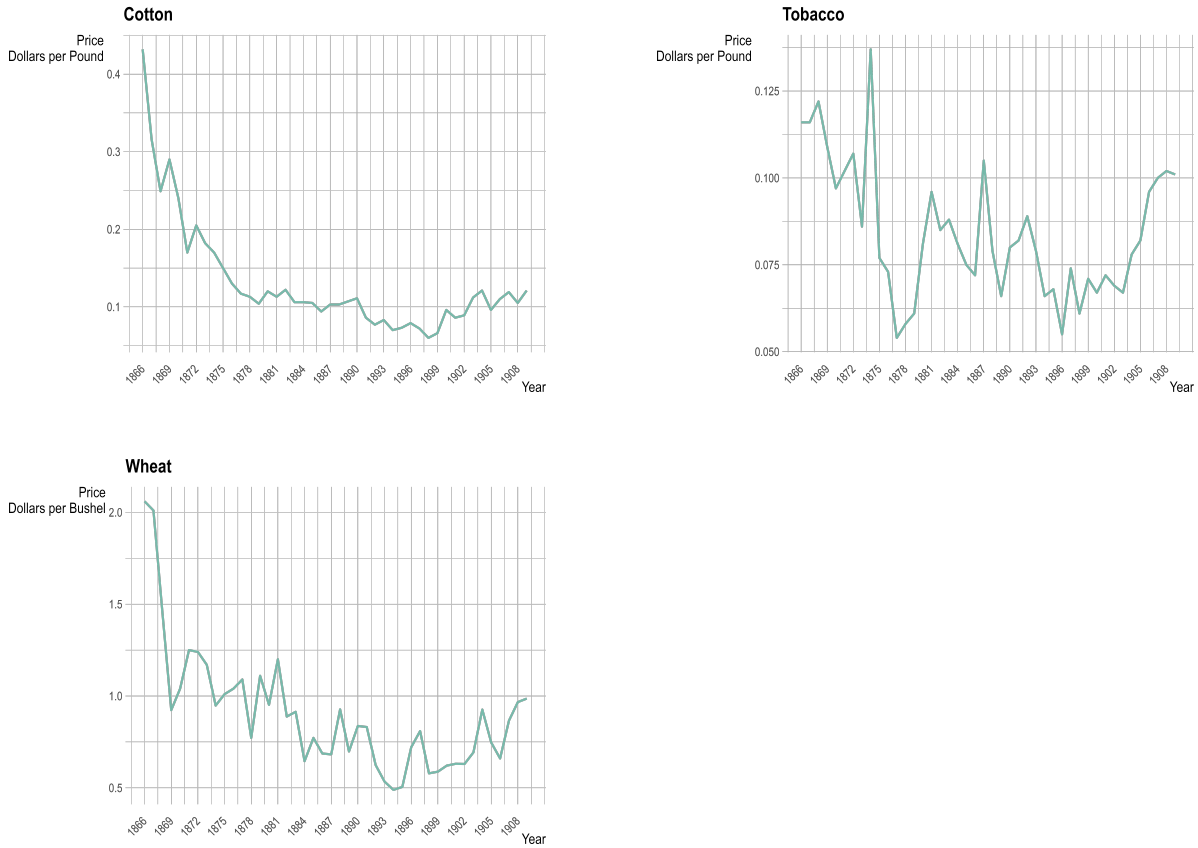 Cotton
Price
Dollars per Pound
0.4
0.3
0.2
0.1
1866 1869 1872 1875 1878 1881 1884 1887 1890 1893 1896 1899 1902 1905 1908
Year
Tobacco
Price
Dollars per Pound
0.125
0.100
0.075
0.050
1866 1869 1872 1875 1878 1881 1884 1887 1890 1893 1896 1899 1902 1905 1908
Year
Wheat
Price
Dollars per Bushel
2.0
1.5
1.0
0.5
1866 1869 1872 1875 1878 1881 1884 1887 1890 1893 1896 1899 1902 1905 1908
Year